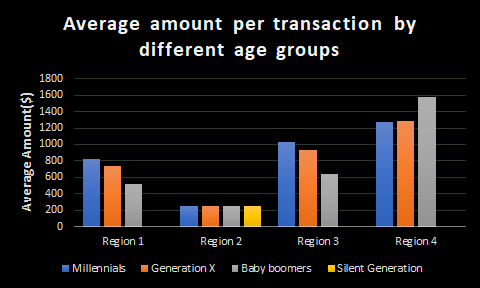 Average amount per transaction by
different age groups
Average Amount($)
1800
1600
1400
1200
1000
800
600
400
200
0
Region 1 Region 2 Region 3 Region 4
Millennials Generation X Baby boomers Silent Generation